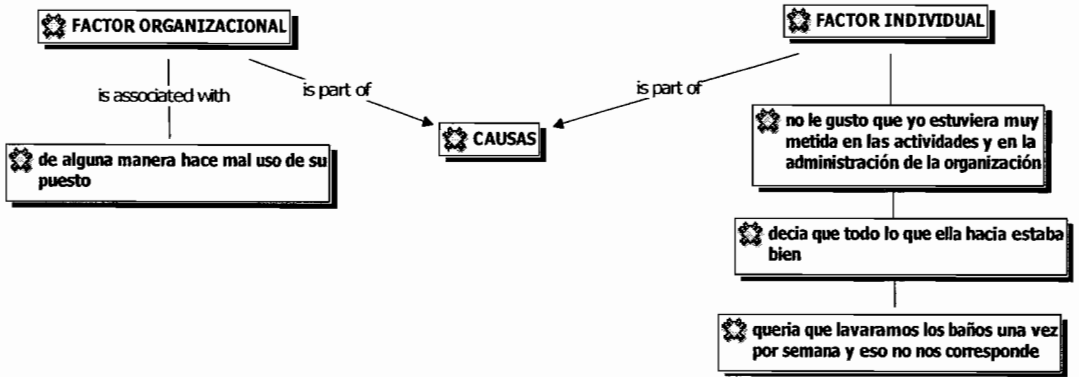 FACTOR ORGANIZACIONAL
FACTOR INDIVIDUAL
is associated with
is part of
is part of
CAUSAS
de alguna manera hace mal uso de su
puesto
no le gusto que yo estuviera muy
metida en las actividades y en la
administración de la organización
decia que todo lo que ella hacia estaba
bien
queria que lavaramos los baños una vez
por semana y eso no nos corresponde